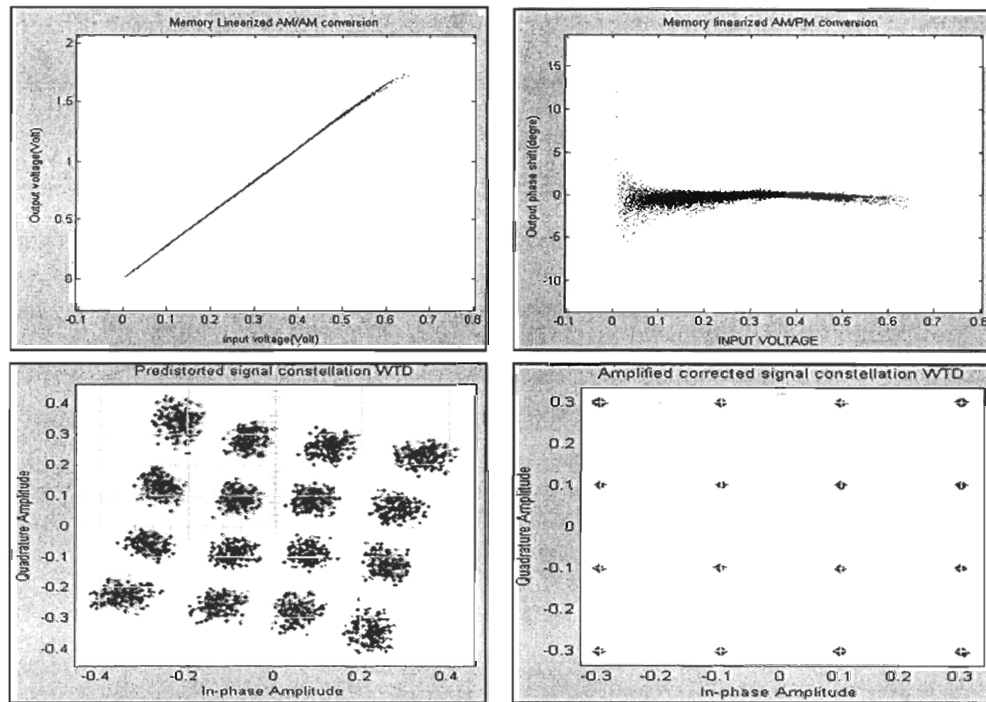 Memory Linearized AM/AM conversion
2
1.5
1
0.5
0
Output voltage(Volt)
-0.1 0 0.1 0.2 0.3 0.4 0.5 0.6 0.7 0.8
input voltage(Volt)
Memory linearized AM/PM conversion
15
10
5
0
-5
-10
Output phase shift(degre)
-0.1 0 0.1 0.2 0.3 0.4 0.5 0.6 0.7 0.8
INPUT VOLTAGE
Predistorted signal constellation WTD
0.4
0.3
0.2
0.1
0
-0.1
-0.2
-0.3
-0.4
Quadrature Amplitude
-0.4 -0.2 0 0.2 0.4
In-phase Amplitude
Amplified corrected signal constellation WTD
0.3
0.2
0.1
0
-0.1
-0.2
-0.3
Quadrature Amplitude
-0.3 -0.2 -0.1 0 0.1 0.2 0.3
In-phase Amplitude